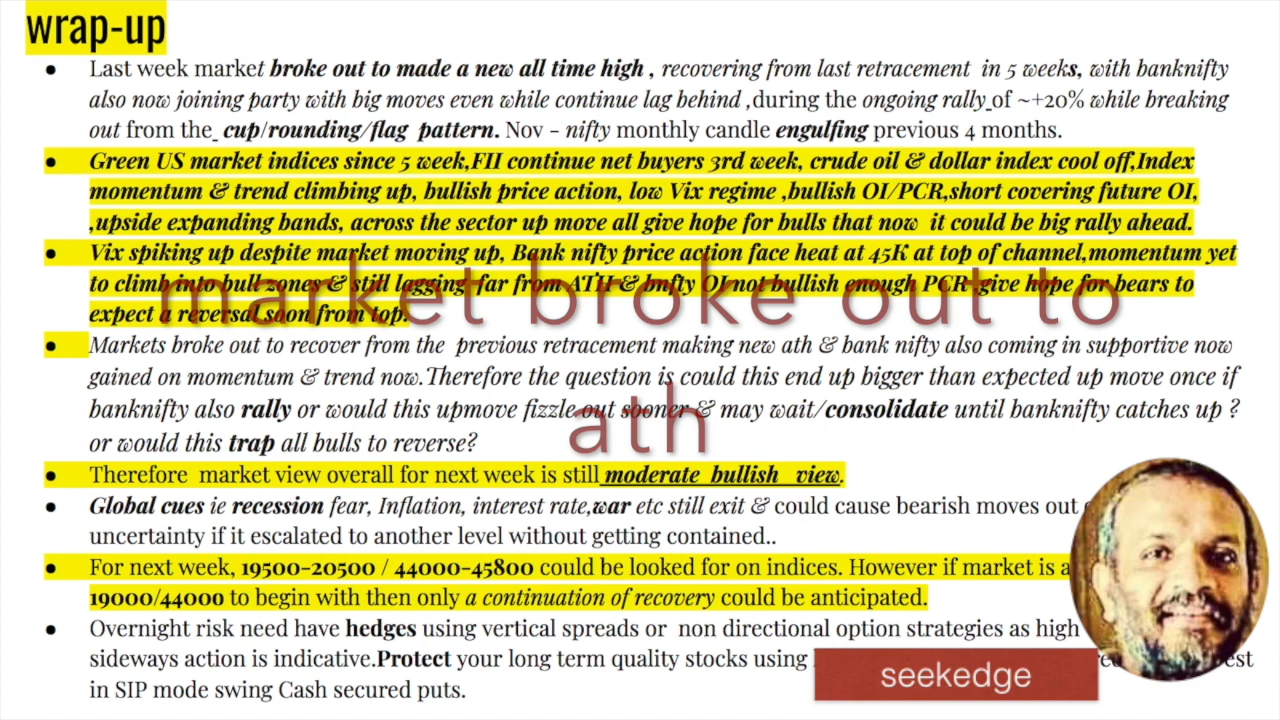 wrap-up
● Last week market broke out to made a new all time high , recovering from last retracement in 5 weeks, with banknifty
also now joining party with big moves even while continue lag behind ,during the ongoing rally of ~+20% while breaking
out from the cup/rounding/flag pattern. Nov - nifty monthly candle engulfing previous 4 months.
● Green US market indices since 5 week,FII continue net buyers 3rd week, crude oil & dollar index cool off,Index
momentum & trend climbing up, bullish price action, low Vix regime ,bullish OI/PCR,short covering future OI,
,upside expanding bands, across the sector up move all give hope for bulls that now it could be big rally ahead.
● Vix spiking up despite market moving up, Bank nifty price action face heat at 45K at top of channel,momentum yet
to climb into bull zones & still lagging far from ATH & bnfty OI not bullish enough PCR give hope for bears to
expect a reversal soon from top.
market broke out to
● Markets broke out to recover from the previous retracement making new ath & bank nifty also coming in supportive now
gained on momentum & trend now.Therefore the question is could this end up bigger than expected up move once if
banknifty also rally or would this upmove fizzle out sooner & may wait/consolidate until banknifty catches up ?
ath
or would this trap all bulls to reverse?
● Therefore market view overall for next week is still moderate bullish view.
● Global cues ie recession fear, Inflation, interest rate,war etc still exit & could cause bearish moves out
uncertainty if it escalated to another level without getting contained..
● For next week, 19500-20500 / 44000-45800 could be looked for on indices. However if market is
19000/44000 to begin with then only a continuation of recovery could be anticipated.
● Overnight risk need have hedges using vertical spreads or non directional option strategies as high
sideways action is indicative.Protect your long term quality stocks using
in SIP mode swing Cash secured puts.
seekedge